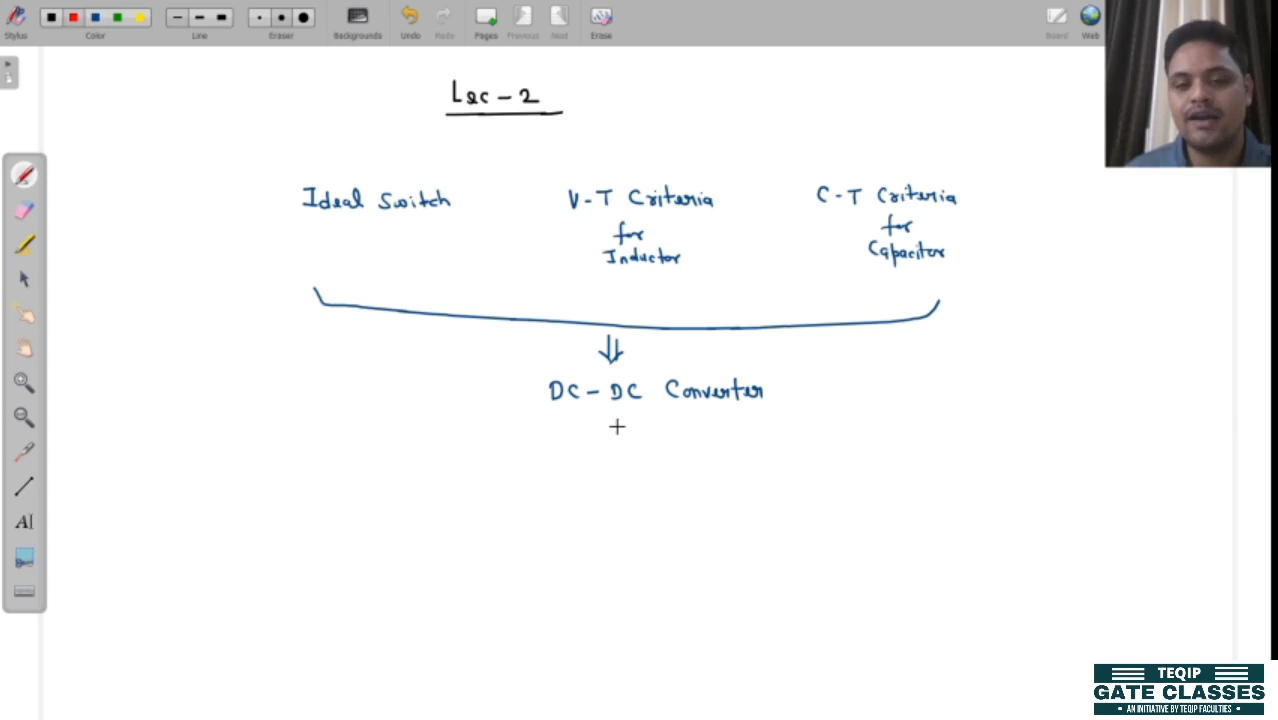 Stylus
Color
Line
Eraser
Backgrounds
Undo
Redo
Pages
Previous
Next
Erase
Board
Web
Lec - 2
Ideal Switch
V-T Criteria
for
Inductor
C-T Criteria
for
Capacitor
DC - DC Converter
AI
TEQIP
GATE CLASSES
• AN INITIATIVE BY TEQIP FACULTIES •